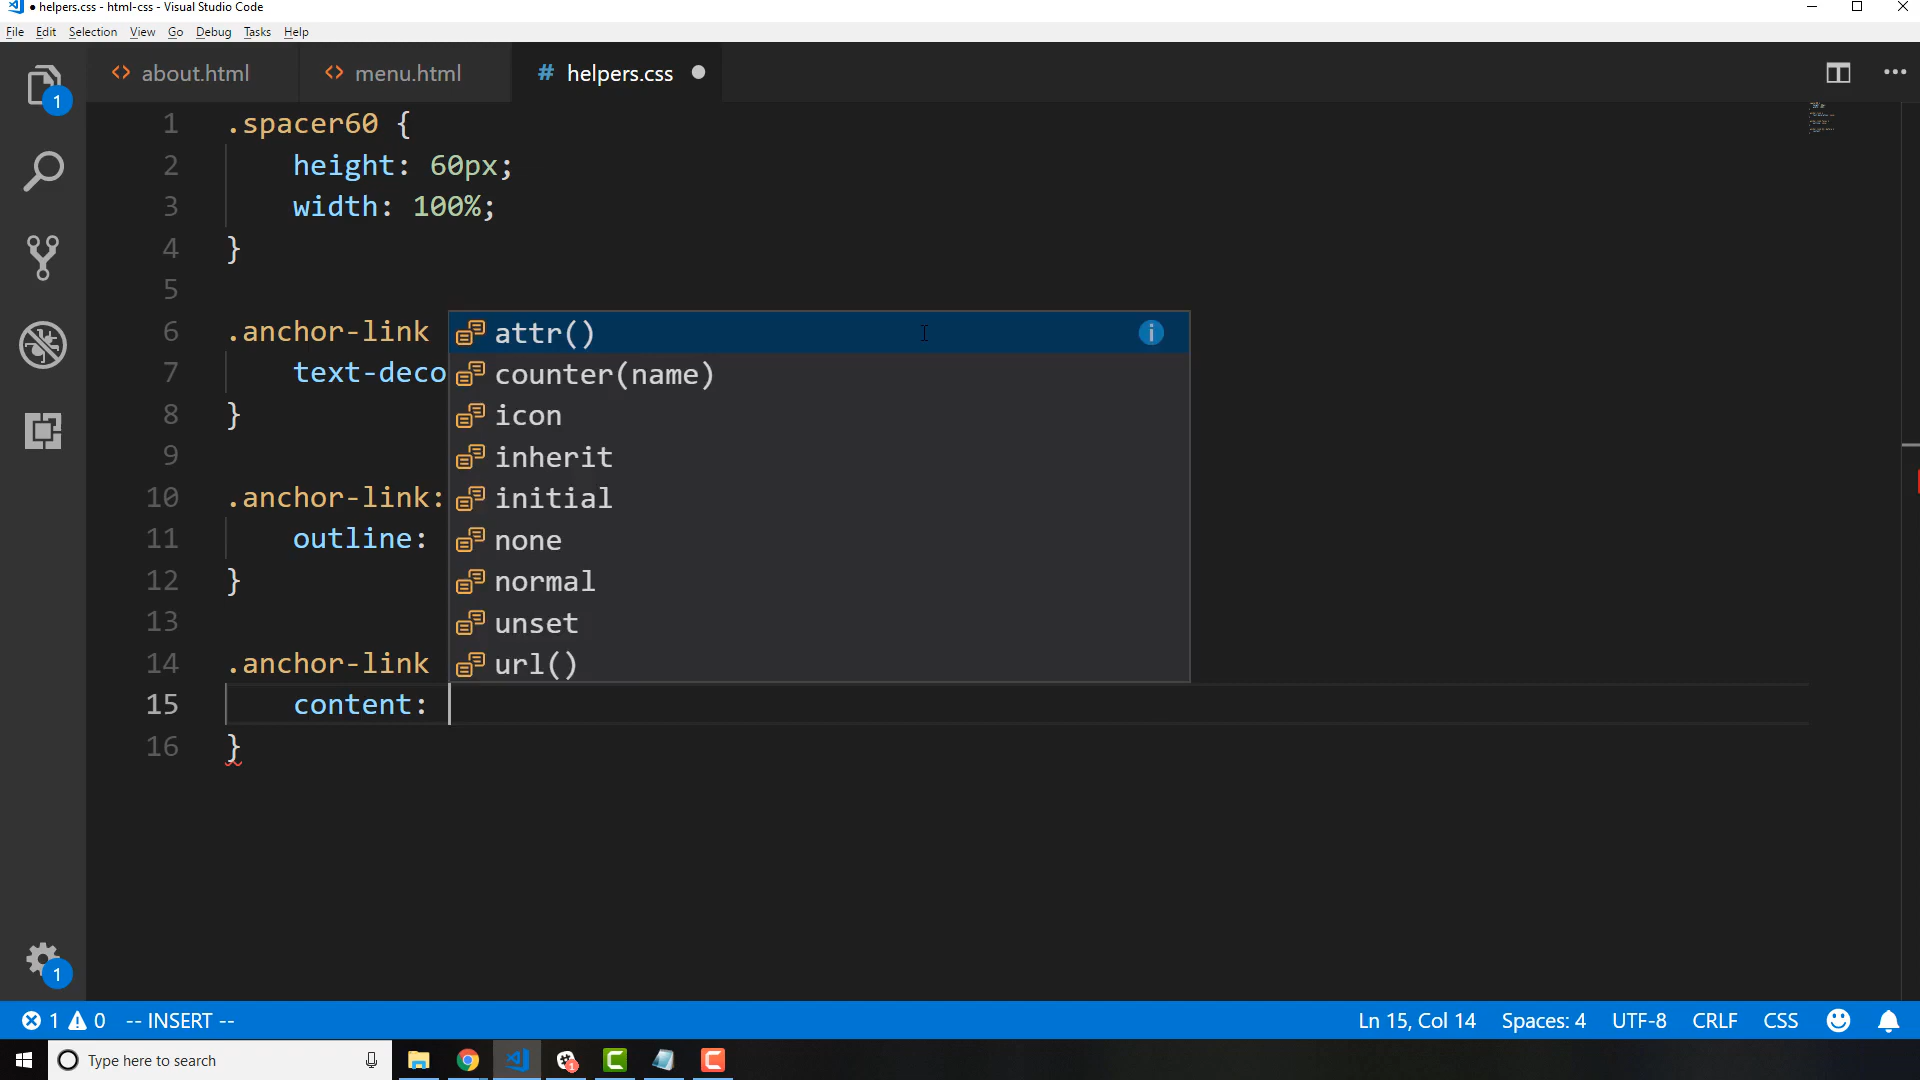 ● helpers.css - html-css - Visual Studio Code
File Edit Selection View Go Debug Tasks Help
1
<> about.html
<> menu.html
# helpers.css ●
1 .spacer60 {
2 height: 60px;
3 width: 100%;
4 }
5
6 .anchor-link
7 text-deco
8 }
9
10 .anchor-link:
11 outline:
12 }
13
14 .anchor-link
15 content:
16 }
attr()
counter(name)
icon
inherit
initial
none
normal
unset
url()
1
1 0 -- INSERT -- Ln 15, Col 14 Spaces: 4 UTF-8 CRLF CSS
Type here to search
1